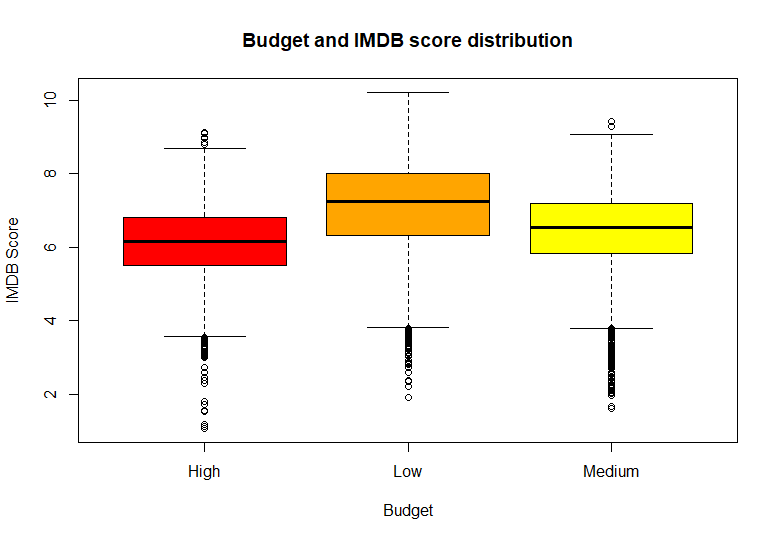 Budget and IMDB score distribution
IMDB Score
10
8
6
4
2
High Low Medium
Budget